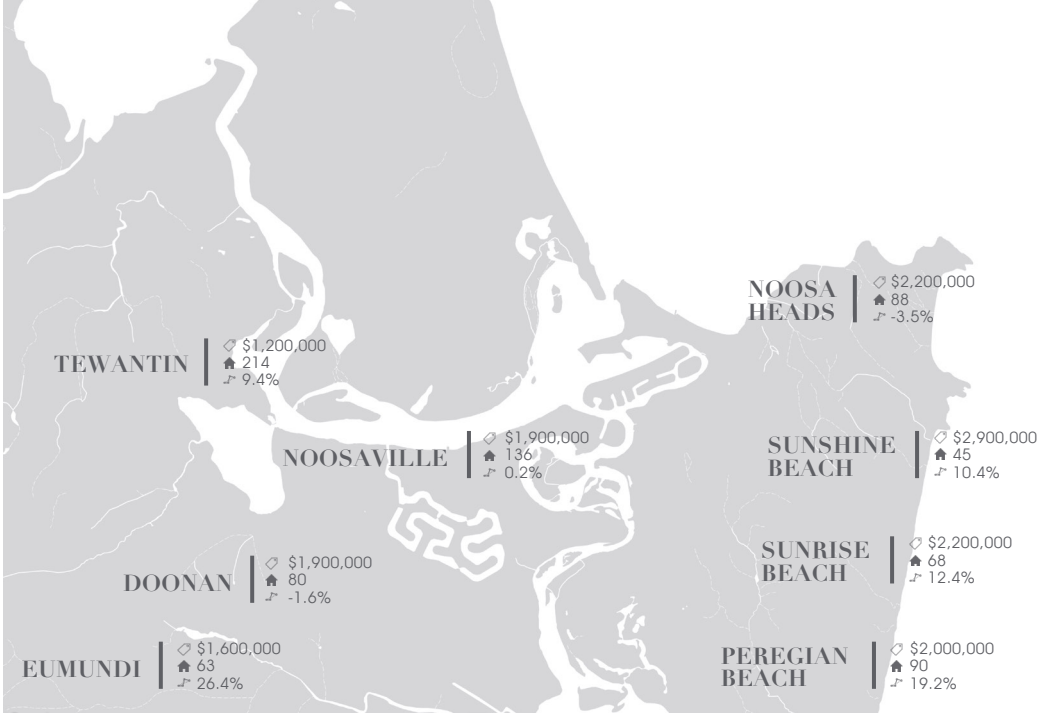 NOOSA
HEADS
$2,200,000
88
-3.5%
TEWANTIN
$1,200,000
214
9.4%
NOOSAVILLE
$1,900,000
136
0.2%
SUNSHINE
BEACH
$2,900,000
45
10.4%
DOONAN
$1,900,000
80
-1.6%
SUNRISE
BEACH
$2,200,000
68
12.4%
EUMUNDI
$1,600,000
63
26.4%
PEREGIAN
BEACH
$2,000,000
90
19.2%